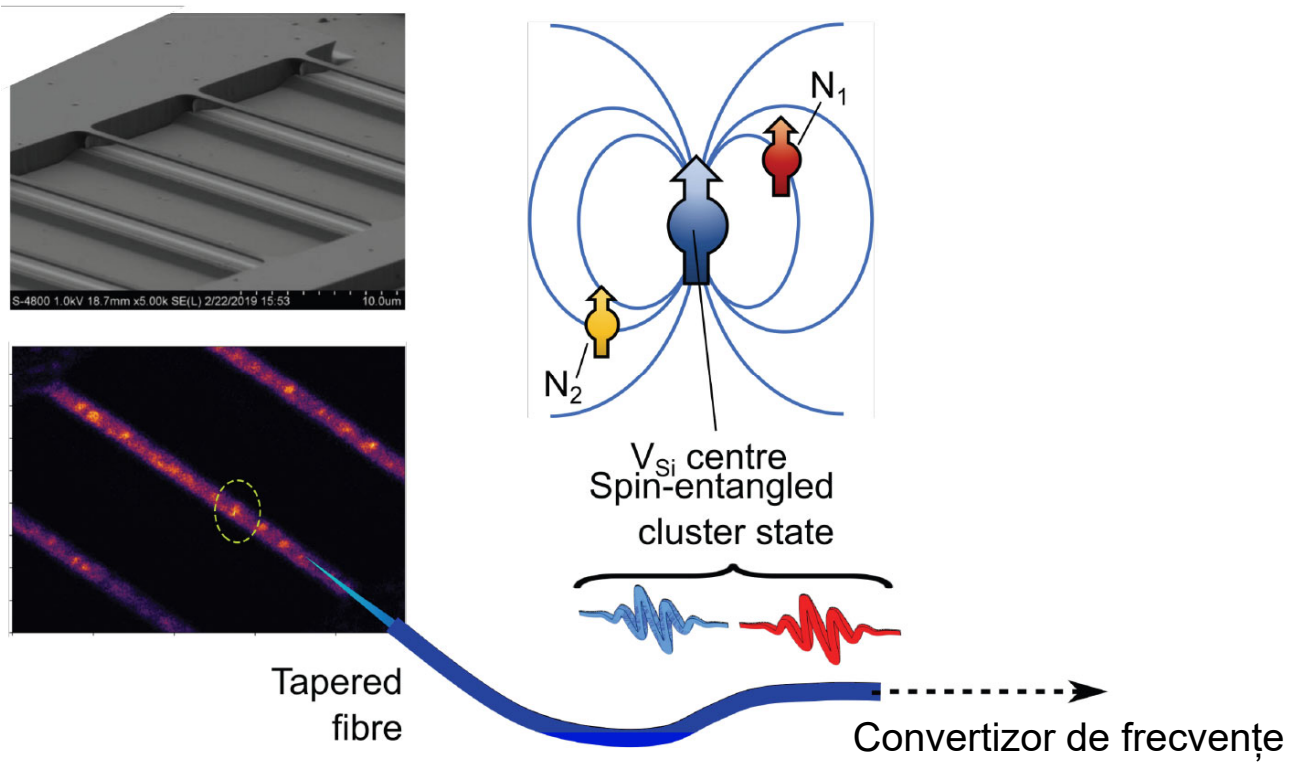 S-4800 1.0kV 18.7mm x5.00k SE(L) 2/22/2019 15:53
10.0um
N1
N2
VSi centre
Spin-entangled
cluster state
Tapered
fibre
Convertizor de frecvențe